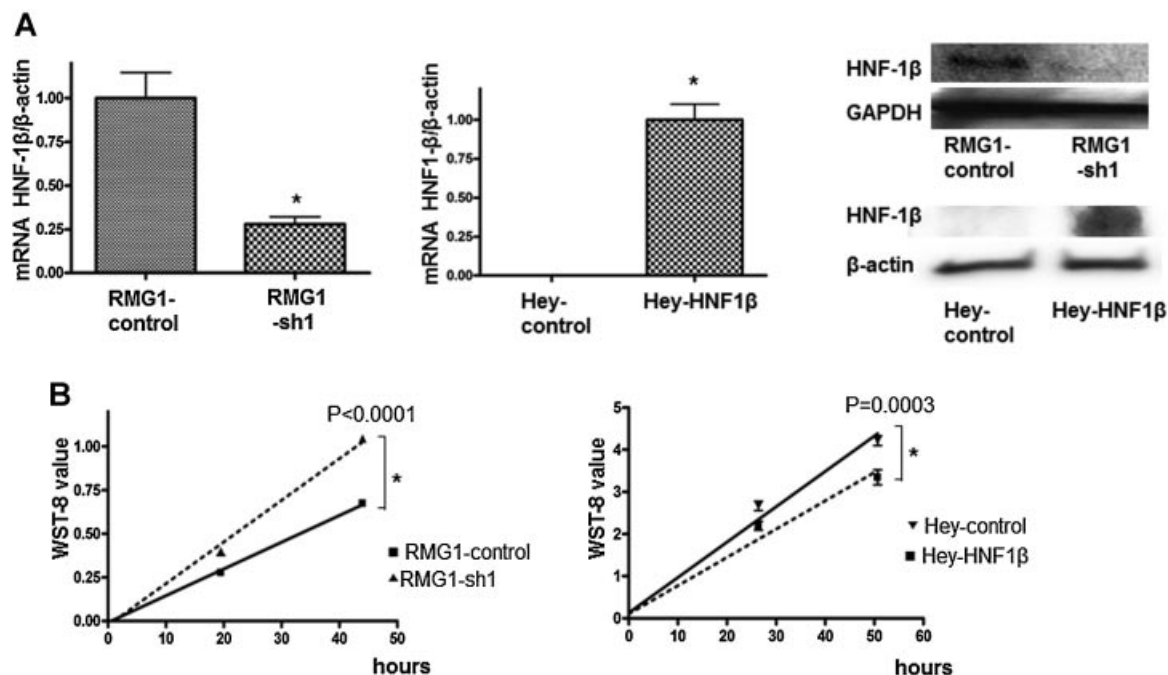 A
mRNA HNF-1β/β-actin
1.00
0.75
0.50
0.25
0.00
*
RMG1-
control
RMG1
-sh1
mRNA HNF1-β/β-actin
1.00
0.75
0.50
0.25
0.00
*
Hey-
control
Hey-HNF1β
HNF-1β
GAPDH
RMG1-
control
RMG1
-sh1
HNF-1β
β-actin
Hey-
control
Hey-HNF1β
B
WST-8 value
1.00
0.75
0.50
0.25
0.00
P<0.0001
*
RMG1-control
RMG1-sh1
0 10 20 30 40 50
hours
WST-8 value
5
4
3
2
1
0
P=0.0003
*
Hey-control
Hey-HNF1β
0 10 20 30 40 50 60
hours